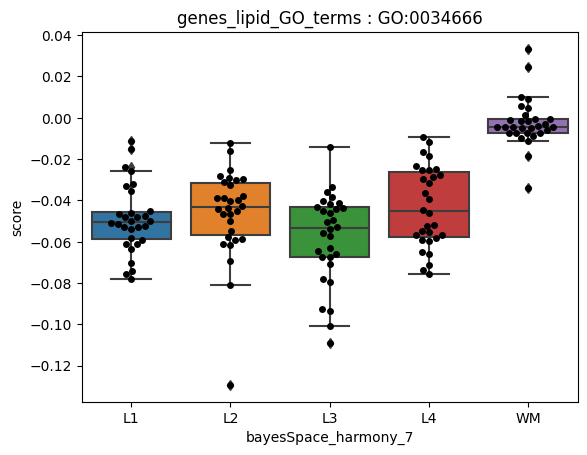 genes_lipid_GO_terms : GO:0034666
0.04
0.02
0.00
−0.02
−0.04
−0.06
−0.08
−0.10
−0.12
score
L1 L2 L3 L4 WM
bayesSpace_harmony_7